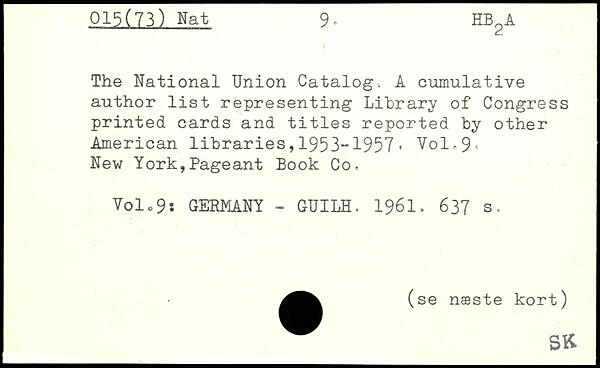 015(73) Nat 9. HB2A
The National Union Catalog. A cumulative
author list representing Library of Congress
printed cards and titles reported by other
American libraries,1953-1957. Vol.9.
New York,Pageant Book Co.
Vol.9: GERMANY - GUILH. 1961. 637 s.
(se næste kort)
SK